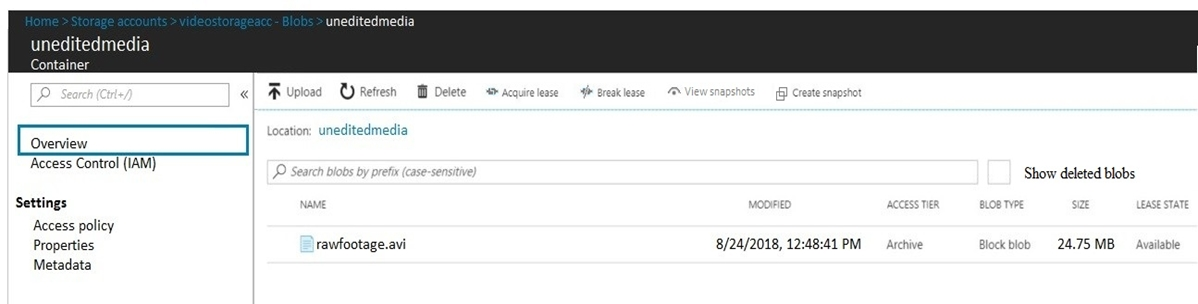 Home > Storage accounts > videostorageacc - Blobs > uneditedmedia
uneditedmedia
Container
Search (Ctrl+/)
«
Upload Refresh Delete Acquire lease Break lease View snapshots Create snapshot
Overview
Access Control (IAM)
Settings
Access policy
Properties
Metadata
Location: uneditedmedia
Search blobs by prefix (case-sensitive) Show deleted blobs
NAME MODIFIED ACCESS TIER BLOB TYPE SIZE LEASE STATE
rawfootage.avi 8/24/2018, 12:48:41 PM Archive Block blob 24.75 MB Available